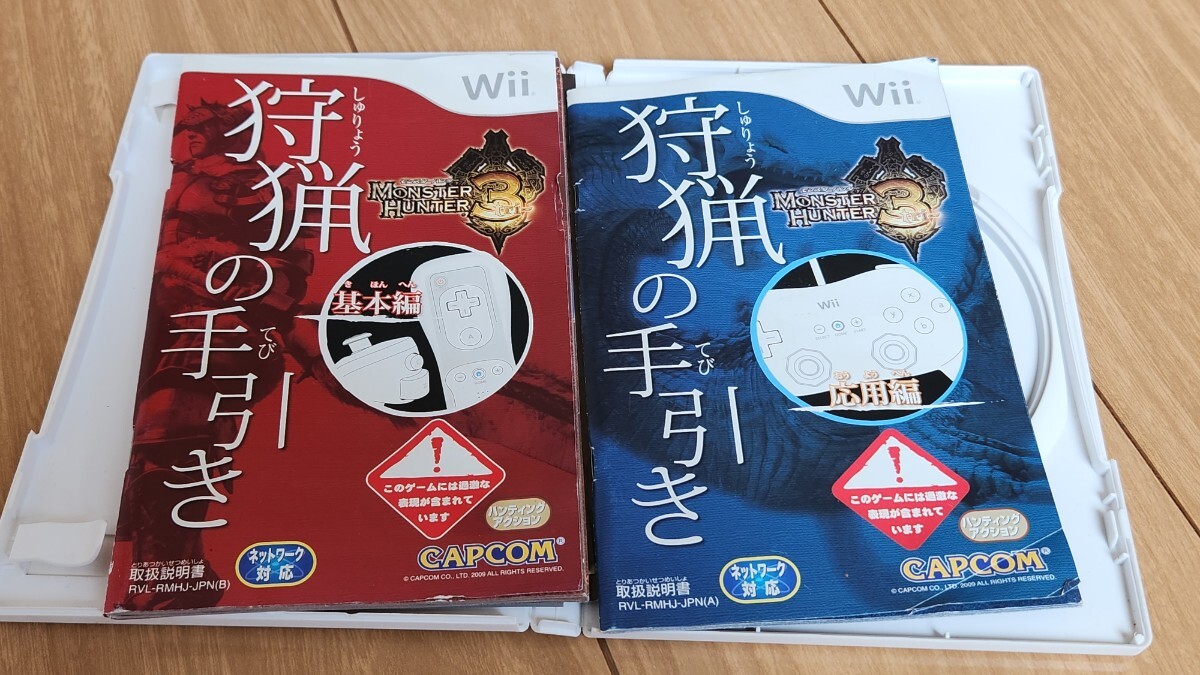 Wii
しゅりょう
狩猟の手引き
てび
MONSTER
HUNTER 3
き ほん へん
基本編
このゲームには過激な
表現が含まれて
います
ハンティング
アクション
CAPCOM
© CAPCOM CO., LTD. 2009 ALL RIGHTS RESERVED.
ネットワーク
対応
とりあつかいせつめいしょ
取扱説明書
RVL-RMHJ-JPN(B)
Wii
しゅりょう
狩猟の手引き
てび
MONSTER
HUNTER 3
Wii
y
x
a
b
おう よう へん
応用編
このゲームには過激な
表現が含まれて
います
ハンティング
アクション
CAPCOM
© CAPCOM CO., LTD. 2009 ALL RIGHTS RESERVED.
ネットワーク
対応
とりあつかいせつめいしょ
取扱説明書
RVL-RMHJ-JPN(A)